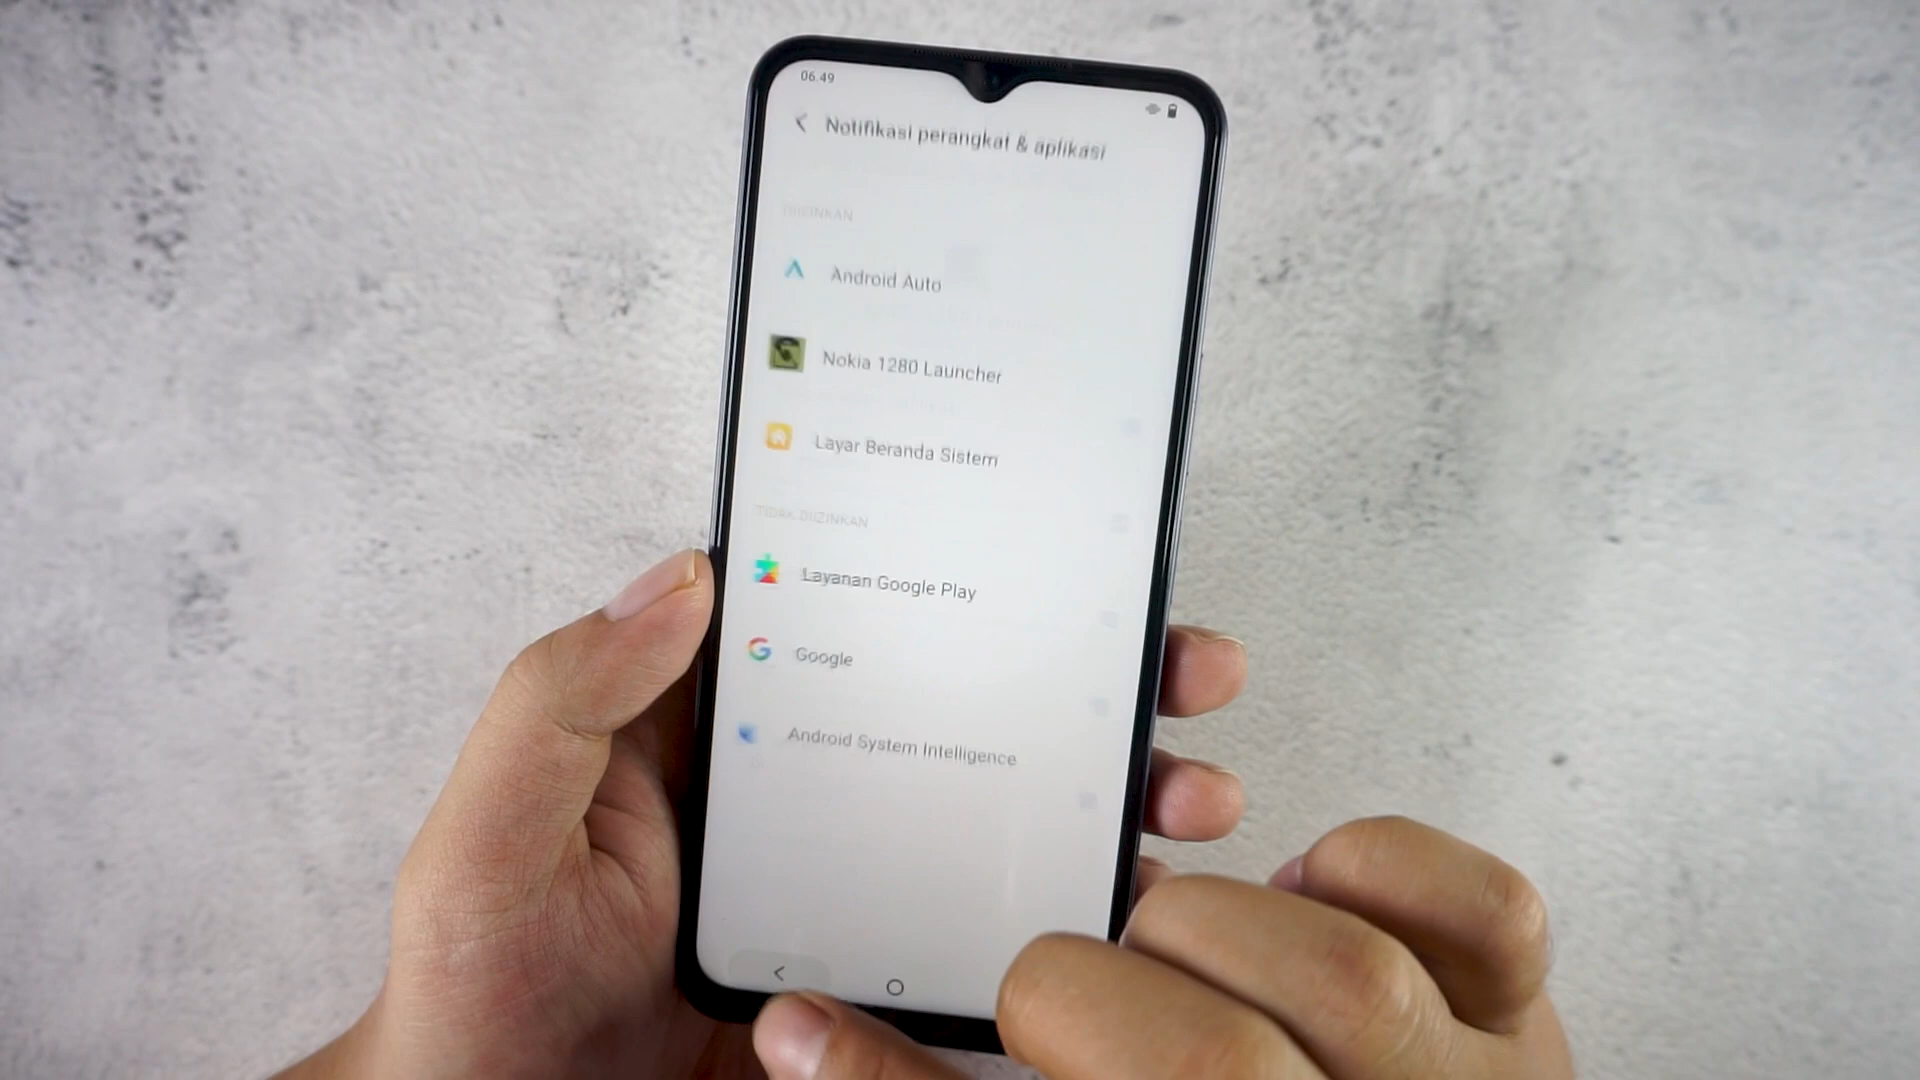 06.49
Notifikasi perangkat & aplikasi
DIIZINKAN
Android Auto
Nokia 1280 Launcher
Layar Beranda Sistem
TIDAK DIIZINKAN
Layanan Google Play
Google
Android System Intelligence